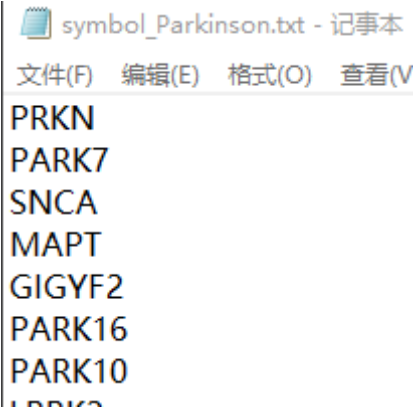 symbol_Parkinson.txt - 记事本
文件(F) 编辑(E) 格式(O) 查看(V
PRKN
PARK7
SNCA
MAPT
GIGYF2
PARK16
PARK10